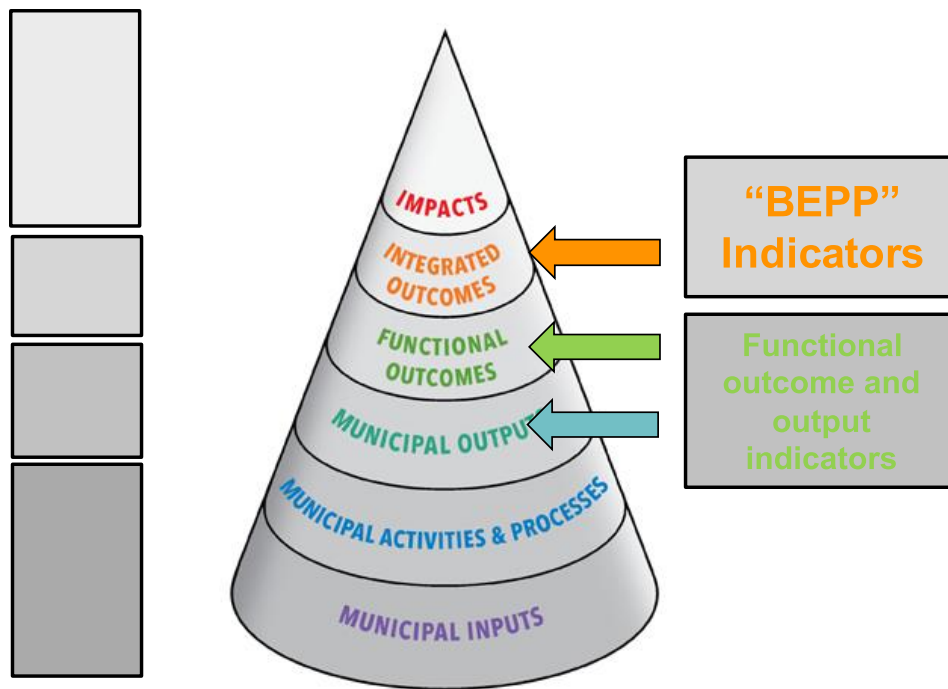 IMPACTS
INTEGRATED
OUTCOMES
FUNCTIONAL
OUTCOMES
MUNICIPAL OUTPUT
MUNICIPAL ACTIVITIES & PROCESSES
MUNICIPAL INPUTS
“BEPP”
Indicators
Functional
outcome and
output
indicators